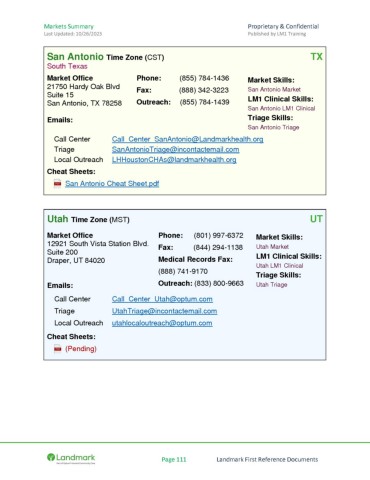 Markets Summary
Proprietary & Confidential
Last Updated: 10/30/2023
Published by LM1 Training
San Antonio Time Zone (CST) TX
South Texas
Market Office
21750 Hardy Oak Blvd
Suite 15
San Antonio, TX 78258
Phone: (855) 784-1436
Fax: (888) 342-3223
Outreach: (855) 784-1439
Market Skills:
San Antonio Market
LM1 Clinical Skills:
San Antonio LM1 Clinical
Triage Skills:
San Antonio Triage
Emails:
Call Center Call_Center_SanAntonio@Landmarkhealth.org
Triage SanAntonioTriage@incontactemail.com
Local Outreach LHHoustonCHAs@landmarkhealth.org
Cheat Sheets:
San Antonio Cheat Sheet.pdf
Utah Time Zone (MST) UT
Market Office
12921 South Vista Station Blvd.
Suite 200
Draper, UT 84020
Phone: (801) 997-6372
Fax: (844) 294-1138
Medical Records Fax:
(888) 741-9170
Outreach: (833) 800-9663
Market Skills:
Utah Market
LM1 Clinical Skills:
Utah LM1 Clinical
Triage Skills:
Utah Triage
Emails:
Call Center Call_Center_Utah@optum.com
Triage UtahTriage@incontactemail.com
Local Outreach utahlocaloutreach@optum.com
Cheat Sheets:
(Pending)
Landmark
Page 111
Landmark First Reference Documents